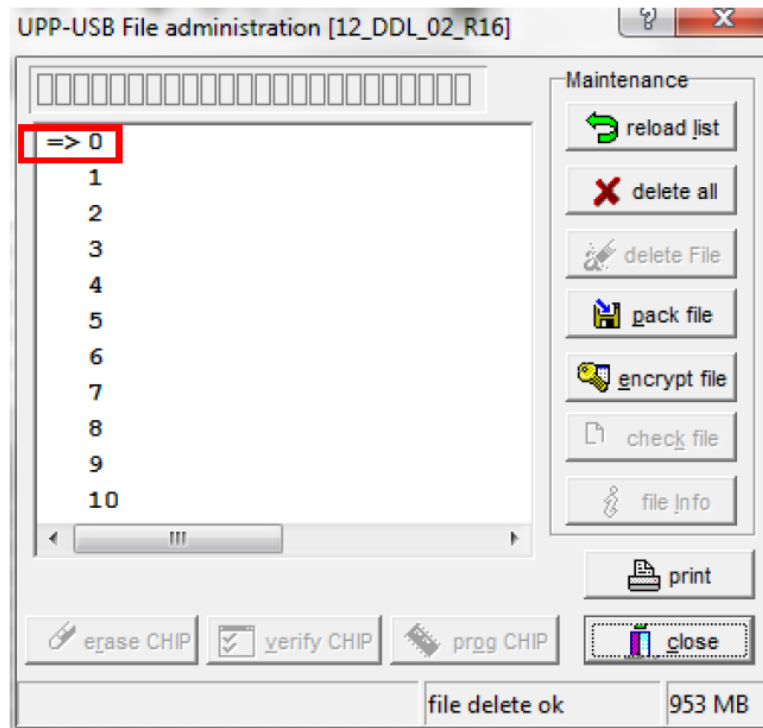 UPP-USB File administration [12_DDL_02_R16]
Maintenance
=> 0
1
2
3
4
5
6
7
8
9
10
reload list
delete all
delete File
pack file
encrypt file
check file
file Info
print
erase CHIP
verify CHIP
prog CHIP
close
file delete ok
953 MB